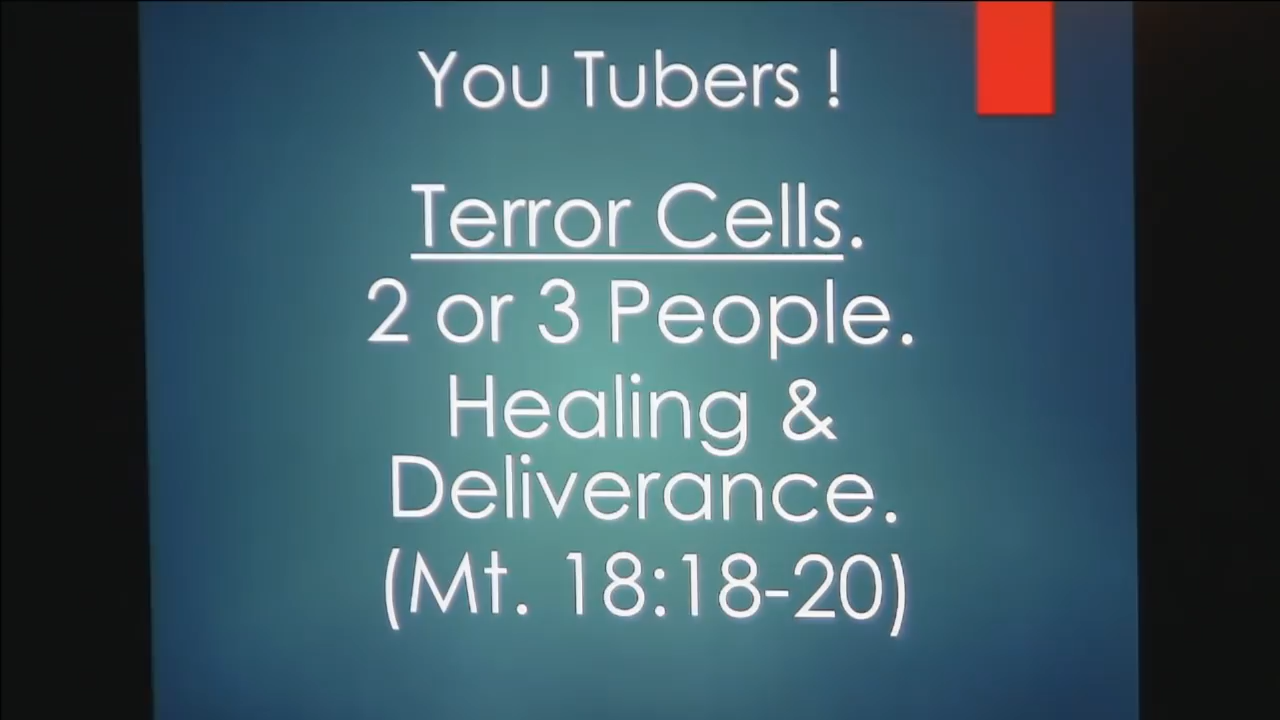 You Tubers !
Terror Cells.
2 or 3 People.
Healing &
Deliverance.
(Mt. 18:18-20)